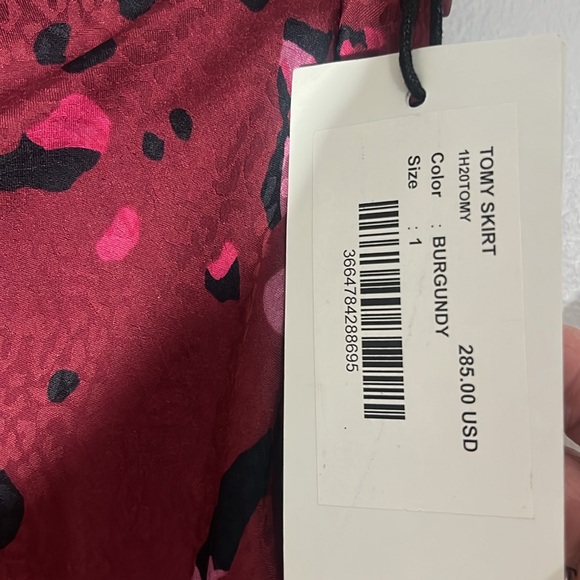 TOMY SKIRT
1H20TOMY
Color : BURGUNDY 285.00 USD
Size : 1
3664784288695